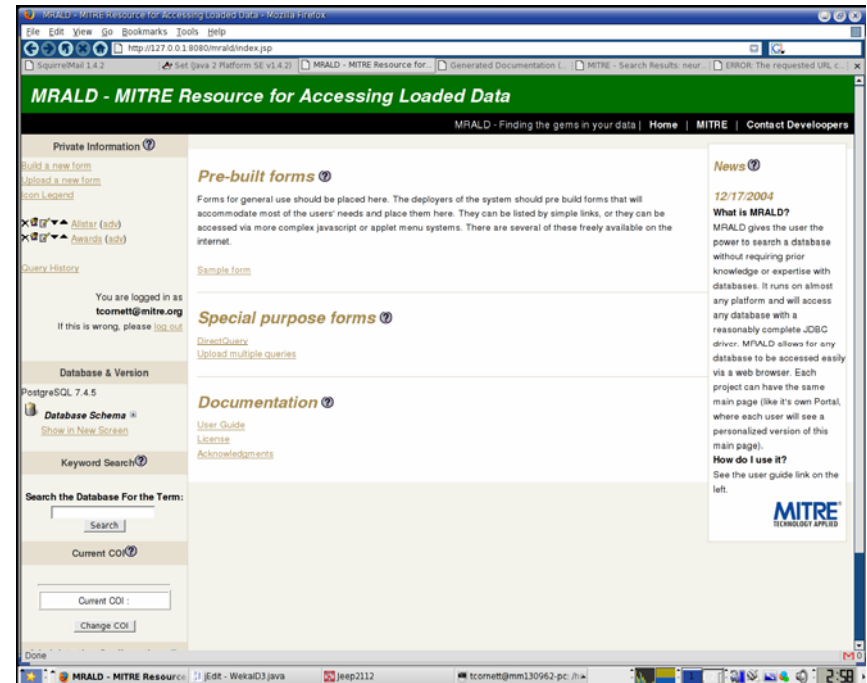 MRALD - MITRE Resource for Accessing Loaded Data - Mozilla Firefox
File Edit View Go Bookmarks Tools Help
http://127.0.0.1:8080/mrald/index.jsp
SquirrelMail 1.4.2
Set (Java 2 Platform SE v1.4.2)
MRALD - MITRE Resource for...
Generated Documentation (...
MITRE - Search Results: neur...
ERROR: The requested URL c...
MRALD - MITRE Resource for Accessing Loaded Data
MRALD - Finding the gems in your data | Home | MITRE | Contact Develoopers
Private Information
Build a new form
Upload a new form
Icon Legend
Allstar (adv)
Awards (adv)
Query History
You are logged in as
tcornett@mitre.org
If this is wrong, please log out
Database & Version
PostgreSQL 7.4.5
Database Schema
Show in New Screen
Keyword Search
Search the Database For the Term:
Search
Current COI
Current COI :
Change COI
Pre-built forms
Forms for general use should be placed here. The deployers of the system should pre build forms that will
accommodate most of the users' needs and place them here. They can be listed by simple links, or they can be
accessed via more complex javascript or applet menu systems. There are several of these freely available on the
internet.
Sample form
Special purpose forms
DirectQuery
Upload multiple queries
Documentation
User Guide
License
Acknowledgments
News
12/17/2004
What is MRALD?
MRALD gives the user the
power to search a database
without requiring prior
knowledge or expertise with
databases. It runs on almost
any platform and will access
any database with a
reasonably complete JDBC
driver. MRALD allows for any
database to be accessed easily
via a web browser. Each
project can have the same
main page (like it's own Portal,
where each user will see a
personalized version of this
main page).
How do I use it?
See the user guide link on the
left.
MITRE
TECHNOLOGY APPLIED
Done
MRALD - MITRE Resource
jEdit - WekaID3.java
Jeep2112
tcornett@mm130962-pc: /h
1
2:59